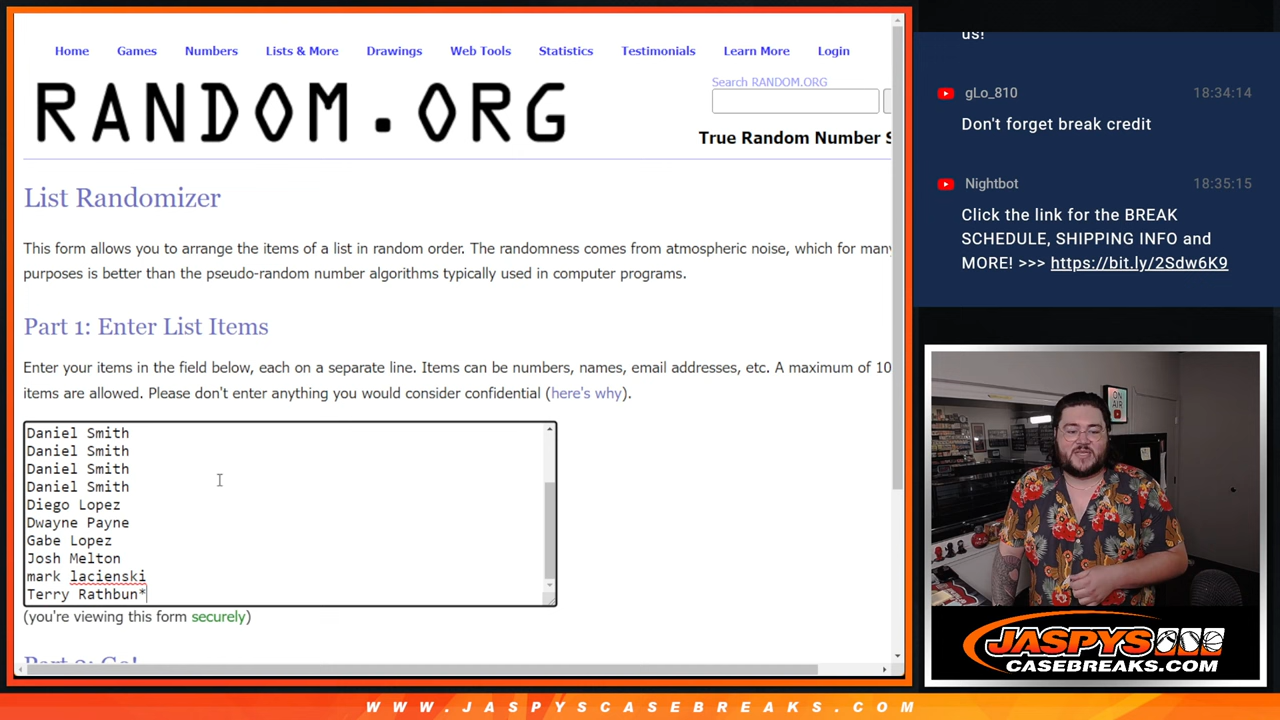 Home Games Numbers Lists & More Drawings Web Tools Statistics Testimonials Learn More Login
RANDOM.ORG
Search RANDOM.ORG
True Random Number S
List Randomizer
This form allows you to arrange the items of a list in random order. The randomness comes from atmospheric noise, which for many
purposes is better than the pseudo-random number algorithms typically used in computer programs.
Part 1: Enter List Items
Enter your items in the field below, each on a separate line. Items can be numbers, names, email addresses, etc. A maximum of 10
items are allowed. Please don't enter anything you would consider confidential (here's why).
Daniel Smith
Daniel Smith
Daniel Smith
Daniel Smith
Diego Lopez
Dwayne Payne
Gabe Lopez
Josh Melton
mark lacienski
Terry Rathbun*
(you're viewing this form securely)
Part 2: Go!
us!
gLo_810 18:34:14
Don't forget break credit
Nightbot 18:35:15
Click the link for the BREAK
SCHEDULE, SHIPPING INFO and
MORE! >>> https://bit.ly/2Sdw6K9
ON
AIR
JASPYS
CASEBREAKS.COM
WWW.JASPYSCASEBREAKS.COM